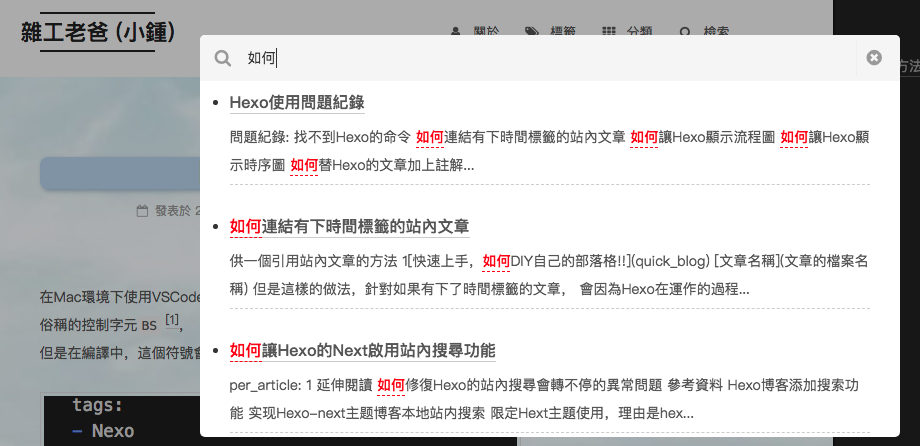 雜工老爸 (小鍾)
關於 標籤 分類 檢索
如何
方法
Hexo使用問題紀錄
問題紀錄: 找不到Hexo的命令 如何連結有下時間標籤的站內文章 如何讓Hexo顯示流程圖 如何讓Hexo顯
示時序圖 如何替Hexo的文章加上註解...
發表於 2
如何連結有下時間標籤的站內文章
供一個引用站內文章的方法 1[快速上手，如何DIY自己的部落格!!](quick_blog) [文章名稱](文章的檔案名
稱) 但是這樣的做法，針對如果有下了時間標籤的文章， 會因為Hexo在運作的過程...
在Mac環境下使用VSCode
俗稱的控制字元 BS [1]，
但是在編譯中，這個符號會
如何讓Hexo的Next啟用站內搜尋功能
per_article: 1 延伸閱讀 如何修復Hexo的站內搜尋會轉不停的異常問題 參考資料 Hexo博客添加搜索功
能 实现Hexo-next主题博客本地站内搜索 限定Hext主題使用，理由是hex...
tags:
- Nexo